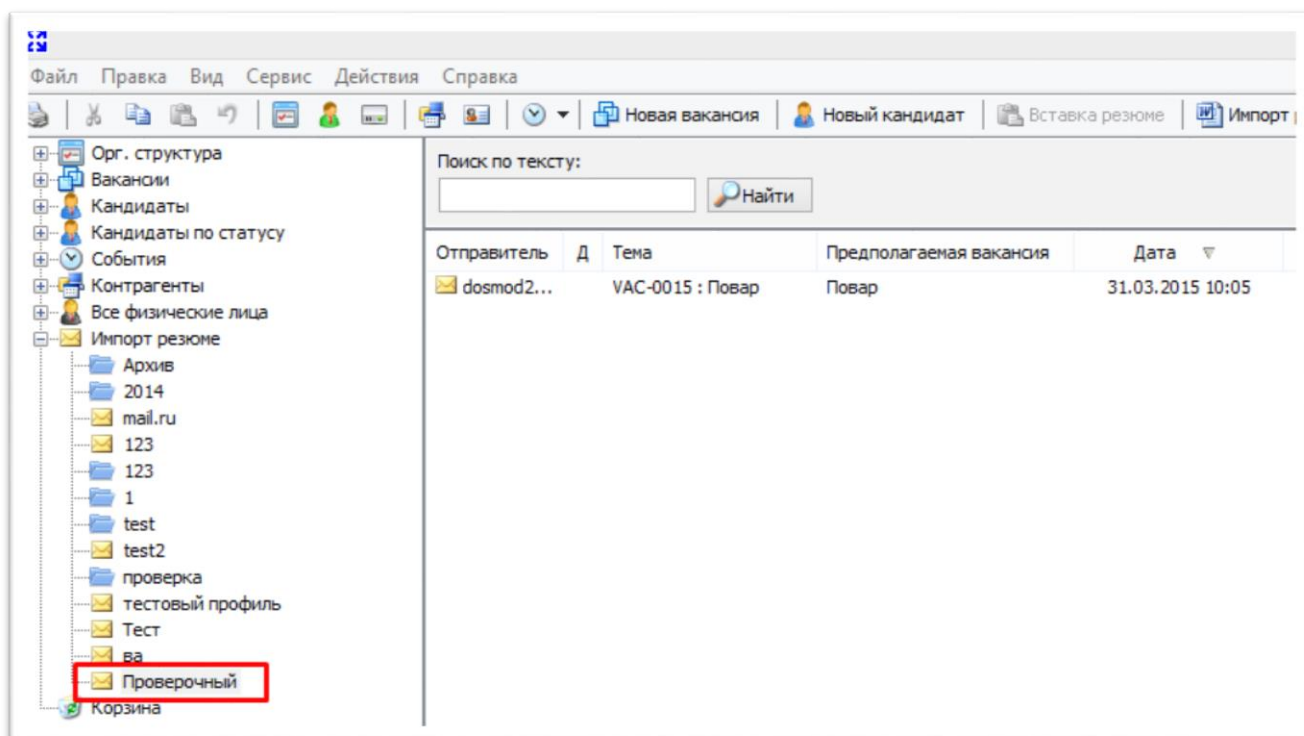 Файл Правка Вид Сервис Действия Справка
Новая вакансия Новый кандидат Вставка резюме Импорт
Орг. структура
Вакансии
Кандидаты
Кандидаты по статусу
События
Контрагенты
Все физические лица
Импорт резюме
Архив
2014
mail.ru
123
123
1
test
test2
проверка
тестовый профиль
Тест
ва
Проверочный
Корзина
Поиск по тексту:
Найти
Отправитель Д Тема Предполагаемая вакансия Дата
dosmod2... VAC-0015 : Повар Повар 31.03.2015 10:05